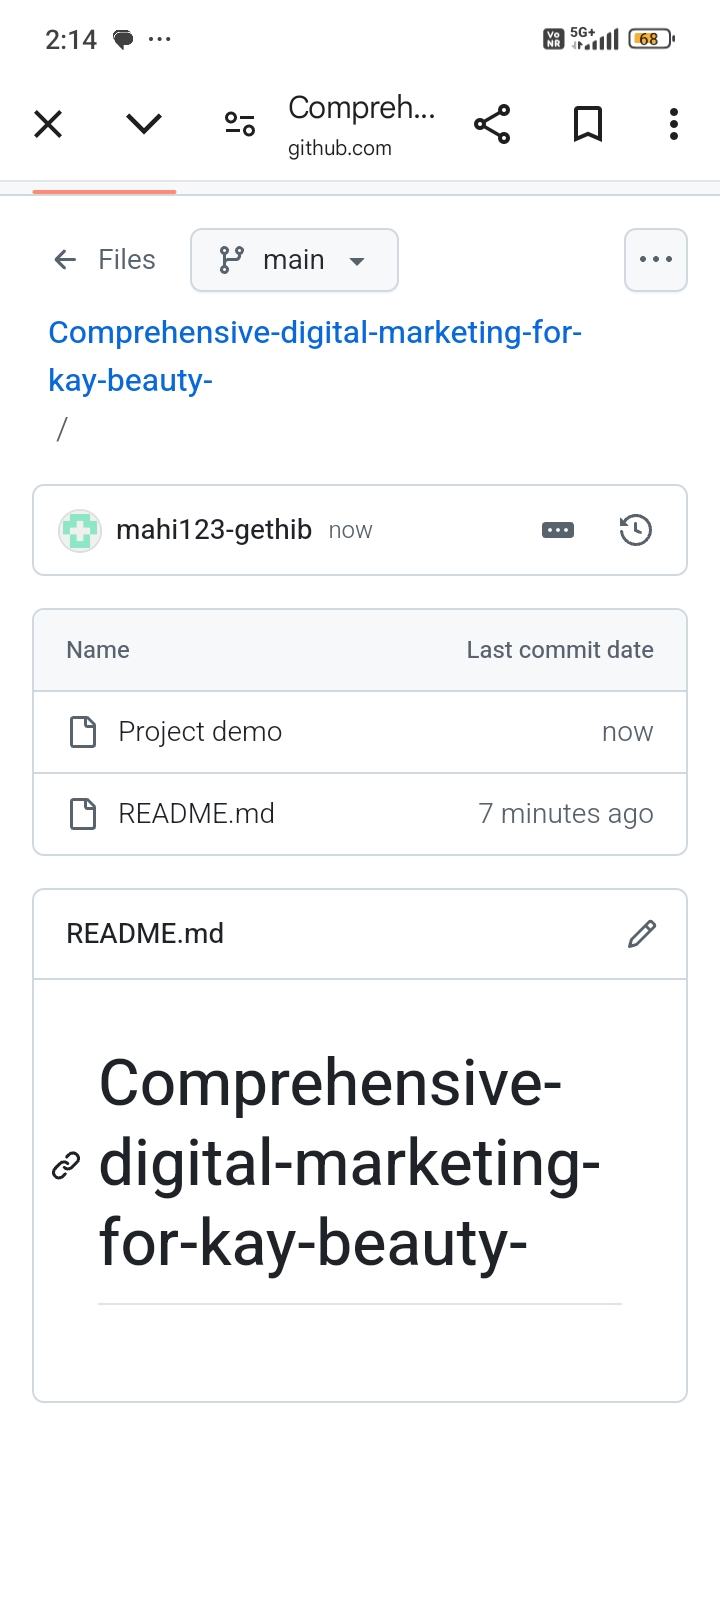 2:14
Vo NR 5G+ 68
Compreh...
github.com
Files main
Comprehensive-digital-marketing-for-
kay-beauty-
/
mahi123-gethib now
Name Last commit date
Project demo now
README.md 7 minutes ago
README.md
Comprehensive-
digital-marketing-
for-kay-beauty-